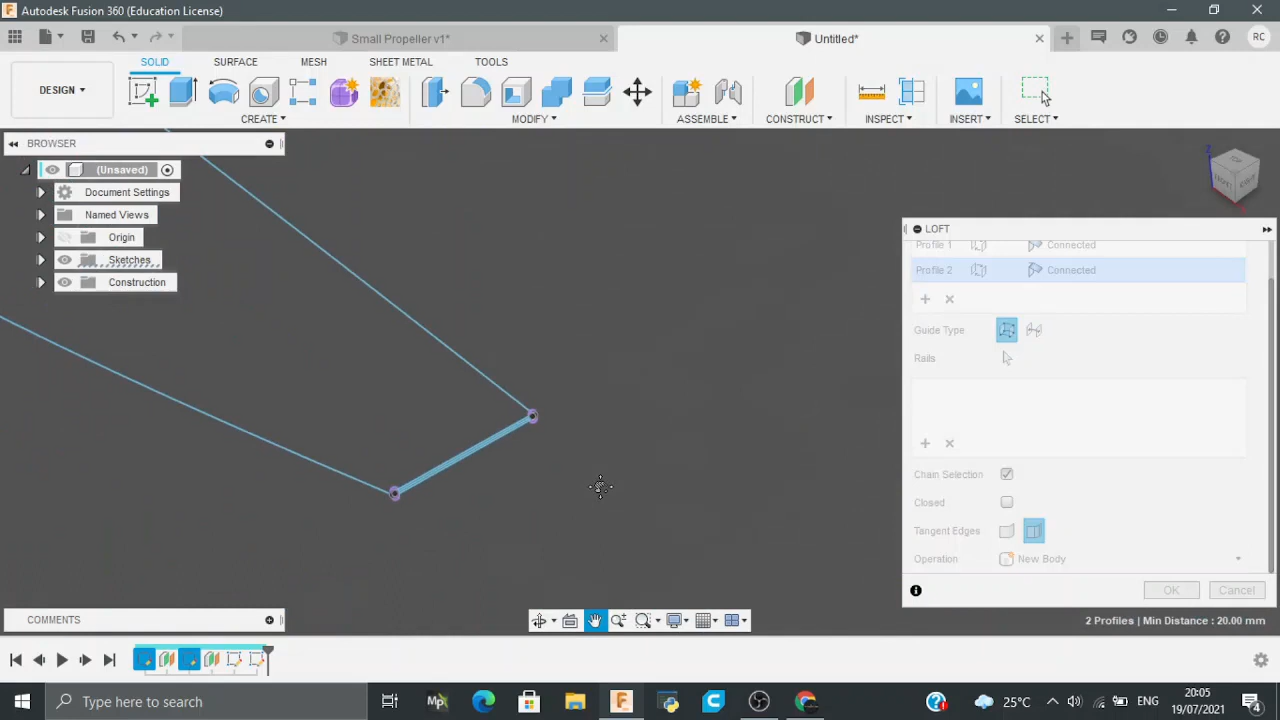 Autodesk Fusion 360 (Education License)
Small Propeller v1*
Untitled*
RC
DESIGN
SOLID
SURFACE
MESH
SHEET METAL
TOOLS
CREATE
MODIFY
ASSEMBLE
CONSTRUCT
INSPECT
INSERT
SELECT
BROWSER
(Unsaved)
Document Settings
Named Views
Origin
Sketches
Construction
Z
LOFT
Profile 1 Connected
Profile 2 Connected
Guide Type
Rails
Chain Selection
Closed
Tangent Edges
Operation New Body
OK Cancel
COMMENTS
2 Profiles | Min Distance : 20.00 mm
Type here to search
Mp
25°C
ENG
20:05
19/07/2021
4